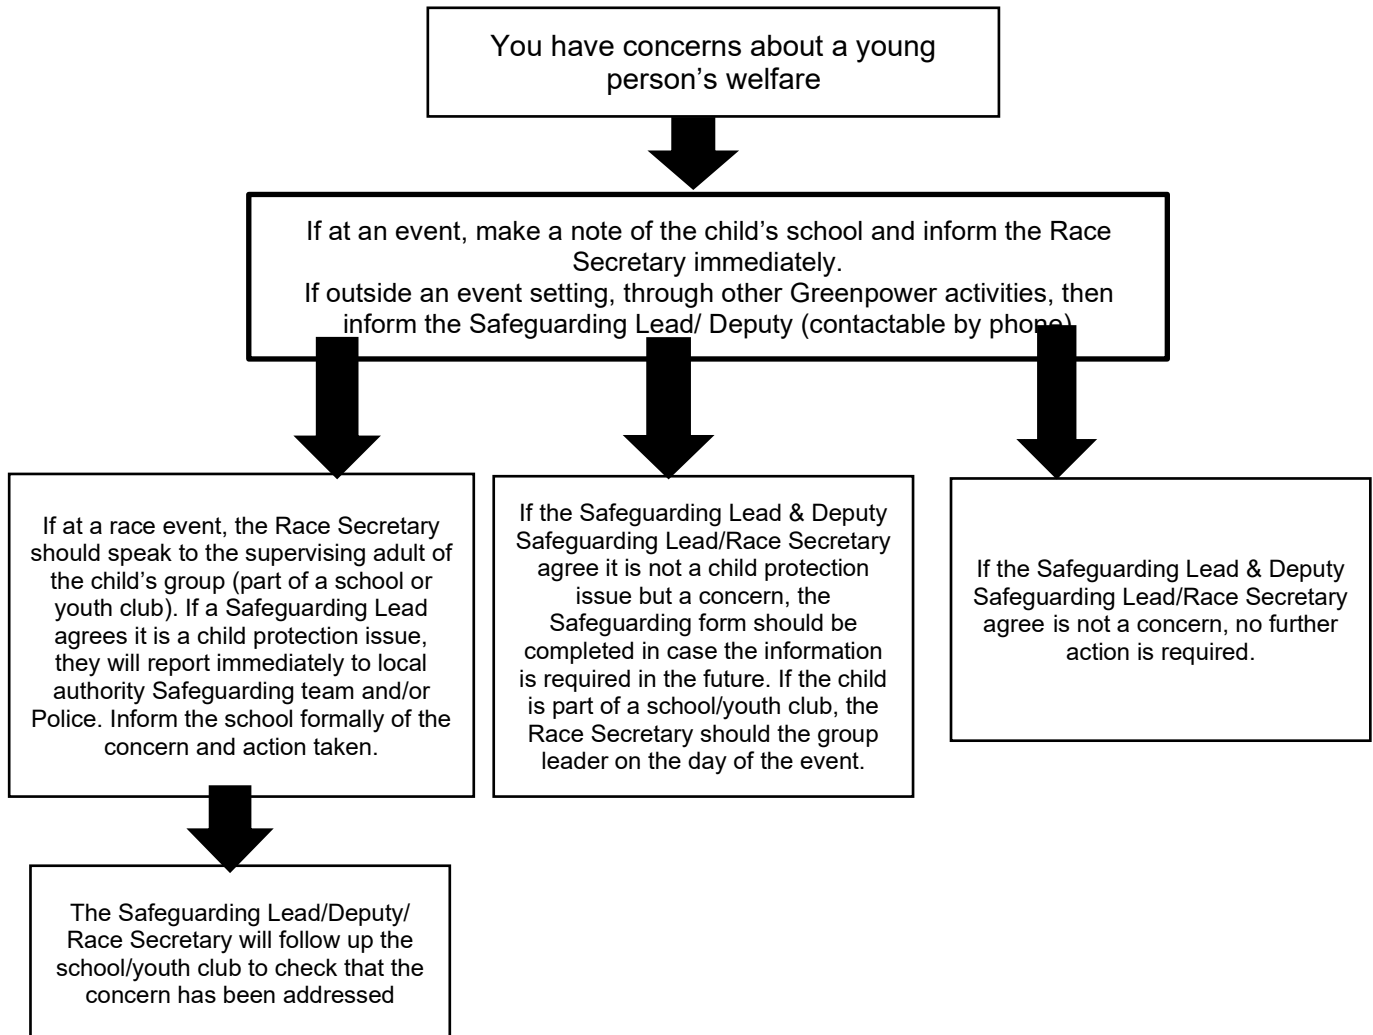 You have concerns about a young
person’s welfare
If at an event, make a note of the child’s school and inform the Race
Secretary immediately.
If outside an event setting, through other Greenpower activities, then
inform the Safeguarding Lead/ Deputy (contactable by phone)
If at a race event, the Race Secretary
should speak to the supervising adult of
the child’s group (part of a school or
youth club). If a Safeguarding Lead
agrees it is a child protection issue,
they will report immediately to local
authority Safeguarding team and/or
Police. Inform the school formally of the
concern and action taken.
If the Safeguarding Lead & Deputy
Safeguarding Lead/Race Secretary
agree it is not a child protection
issue but a concern, the
Safeguarding form should be
completed in case the information
is required in the future. If the child
is part of a school/youth club, the
Race Secretary should the group
leader on the day of the event.
If the Safeguarding Lead & Deputy
Safeguarding Lead/Race Secretary
agree is not a concern, no further
action is required.
The Safeguarding Lead/Deputy/
Race Secretary will follow up the
school/youth club to check that the
concern has been addressed